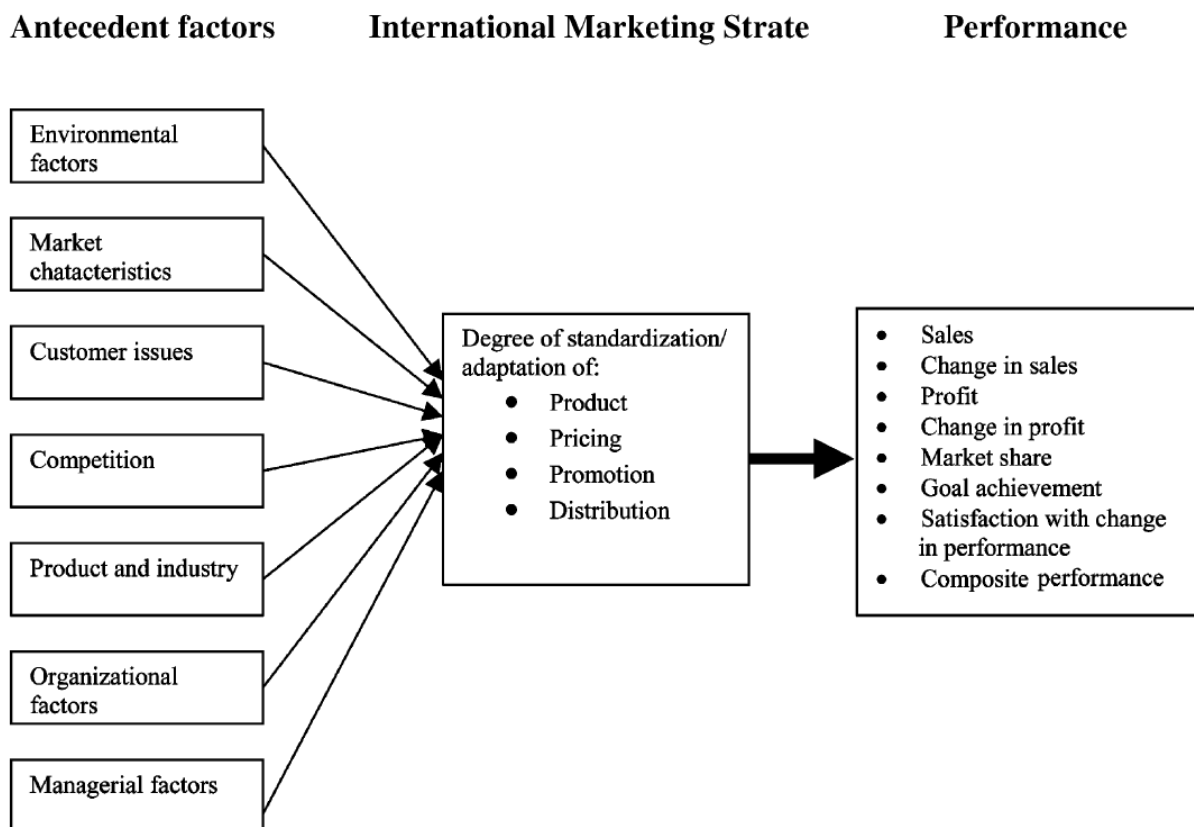 Antecedent factors
International Marketing Strate
Performance
Environmental
factors
Market
chatacteristics
Customer issues
Competition
Product and industry
Organizational
factors
Managerial factors
Degree of standardization/
adaptation of:
• Product
• Pricing
• Promotion
• Distribution
• Sales
• Change in sales
• Profit
• Change in profit
• Market share
• Goal achievement
• Satisfaction with change
in performance
• Composite performance